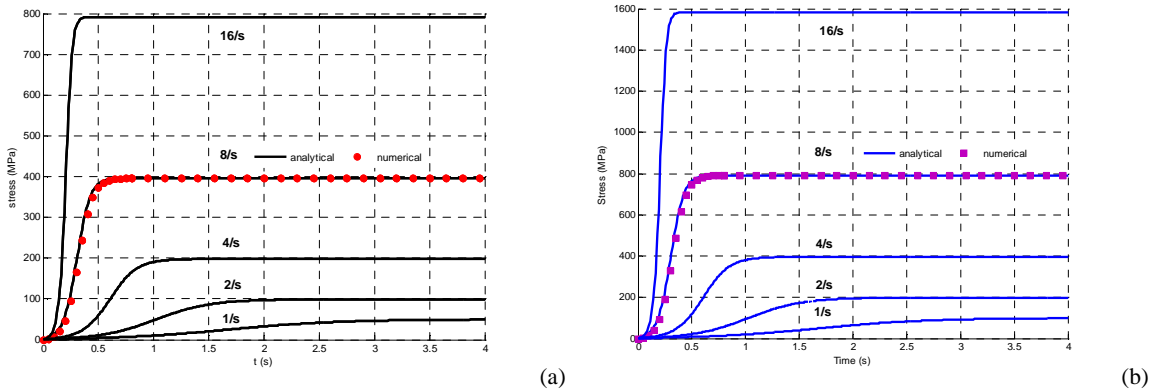 800
700
600
500
400
300
200
100
0
stress (MPa)
16/s
8/s
analytical
numerical
4/s
2/s
1/s
0 0.5 1 1.5 2 2.5 3 3.5 4
t (s)
(a)
1600
1400
1200
1000
800
600
400
200
0
Stress (MPa)
16/s
8/s
analytical
numerical
4/s
2/s
1/s
0 0.5 1 1.5 2 2.5 3 3.5 4
Time (s)
(b)